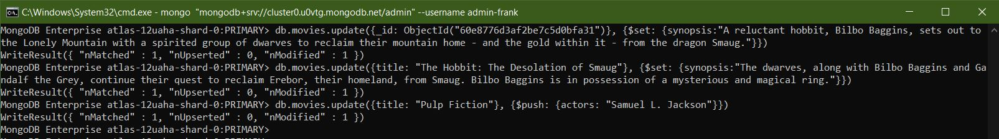 C:\Windows\System32\cmd.exe - mongo  "mongodb+srv://cluster0.u0vtg.mongodb.net/admin" --username admin-frank
MongoDB Enterprise atlas-12uaha-shard-0:PRIMARY> db.movies.update({_id: ObjectId("60e8776d3af2be7c5d0bfa31")}, {$set: {synopsis:"A reluctant hobbit, Bilbo Baggins, sets out to
the Lonely Mountain with a spirited group of dwarves to reclaim their mountain home - and the gold within it - from the dragon Smaug."}})
WriteResult({ "nMatched" : 1, "nUpserted" : 0, "nModified" : 1 })
MongoDB Enterprise atlas-12uaha-shard-0:PRIMARY> db.movies.update({title: "The Hobbit: The Desolation of Smaug"}, {$set: {synopsis:"The dwarves, along with Bilbo Baggins and Ga
ndalf the Grey, continue their quest to reclaim Erebor, their homeland, from Smaug. Bilbo Baggins is in possession of a mysterious and magical ring."}})
WriteResult({ "nMatched" : 1, "nUpserted" : 0, "nModified" : 1 })
MongoDB Enterprise atlas-12uaha-shard-0:PRIMARY> db.movies.update({title: "Pulp Fiction"}, {$push: {actors: "Samuel L. Jackson"}})
WriteResult({ "nMatched" : 1, "nUpserted" : 0, "nModified" : 1 })
MongoDB Enterprise atlas-12uaha-shard-0:PRIMARY>